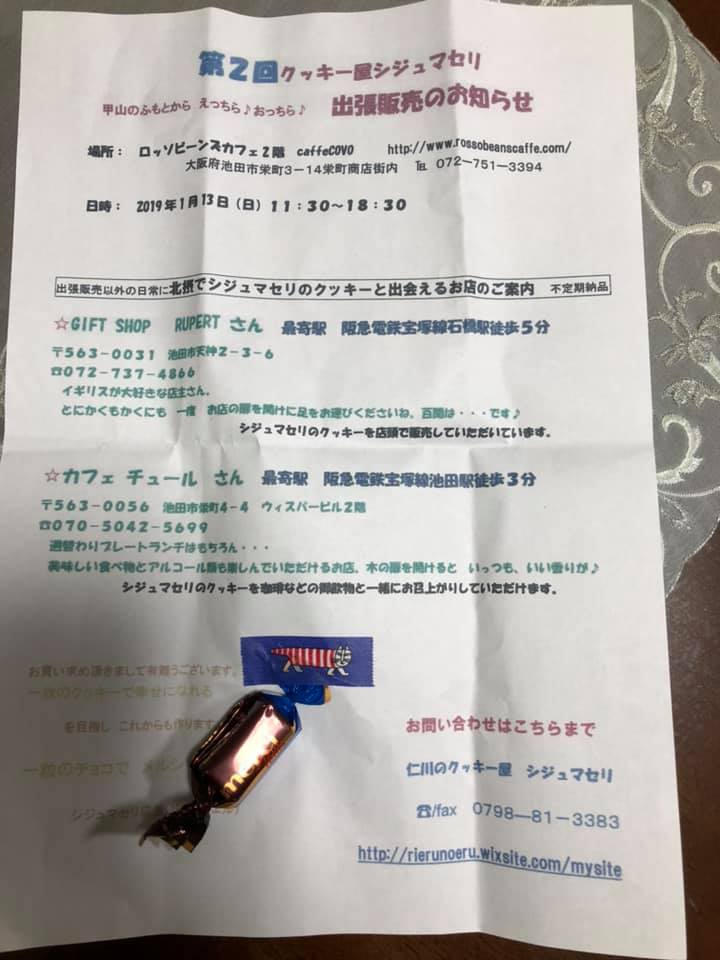 第2回クッキー屋シジュマセリ
甲山のふもとから えっちら♪おっちら♪ 出張販売のお知らせ
場所： ロッソビーンズカフェ2階 caffeCOVO http://www.rossobeanscaffe.com/
大阪府池田市栄町3－14栄町商店街内 ℡ 072－751－3394
日時： 2019年1月13日（日）11：30～18：30
出張販売以外の日常に北摂でシジュマセリのクッキーと出会えるお店のご案内 不定期納品
☆GIFT SHOP RUPERT さん 最寄駅 阪急電鉄宝塚線石橋駅徒歩5分
〒563－0031 池田市天神2－3－6
☎072－737－4866
イギリスが大好きな店主さん。
とにかくもかくにも 一度 お店の扉を開けに足をお運びくださいね、百聞は・・・です♪
シジュマセリのクッキーを店頭で販売していただいています。
☆カフェ チュール さん 最寄駅 阪急電鉄宝塚線池田駅徒歩3分
〒563－0056 池田市栄町4－4 ウィスパービル2階
☎070－5042－5699
週替わりプレートランチはもちろん・・・
美味しい食べ物とアルコール類も楽しんでいただけるお店、木の扉を開けると いっつも、いい香りが♪
シジュマセリのクッキーを珈琲などの御飲物と一緒にお召上がりしていただけます。
お買い求め頂きまして有難うございます。
一粒のクッキーで幸せになれる
を目指し これからも作ります
一粒のチョコで メルシ
シジュマセリ
merci
お問い合わせはこちらまで
仁川のクッキー屋 シジュマセリ
☎/fax 0798—81－3383
http://rierunoeru.wixsite.com/mysite